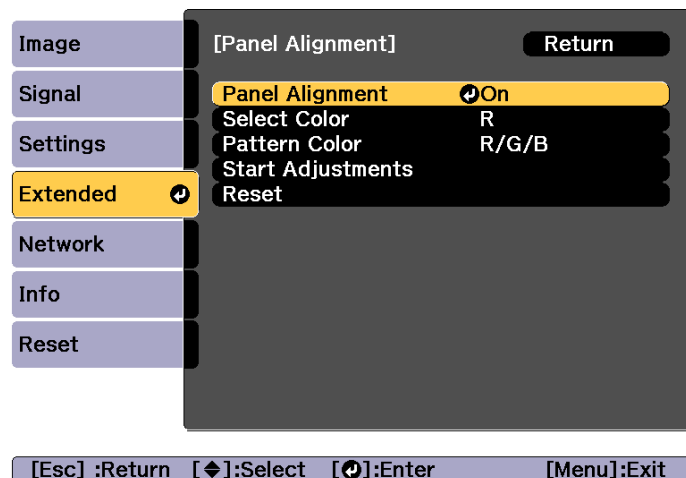 Image
Signal
Settings
Extended
Network
Info
Reset
[Panel Alignment] Return
Panel Alignment On
Select Color R
Pattern Color R/G/B
Start Adjustments
Reset
[Esc] :Return [◆]:Select [↵]:Enter [Menu]:Exit